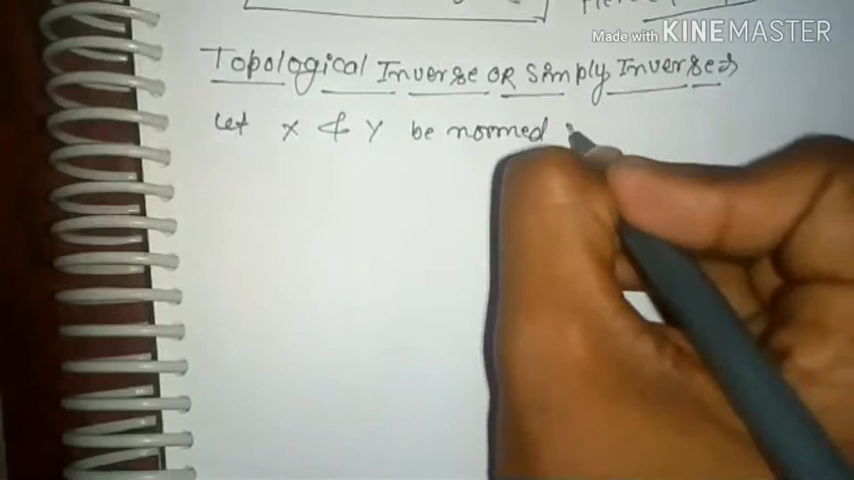 Made with KINEMASTER
Topological Inverse OR Simply Inverses
Let X & Y be normed